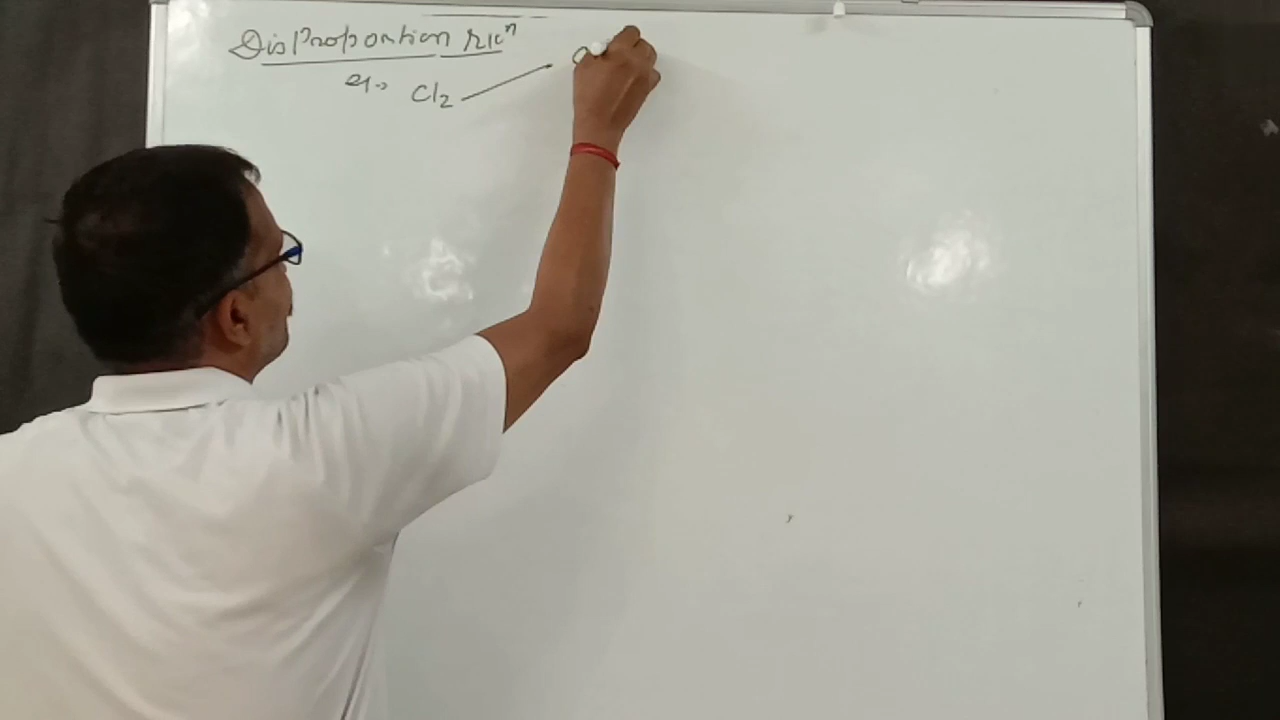 Disproportion rxⁿ
eg:- Cl₂